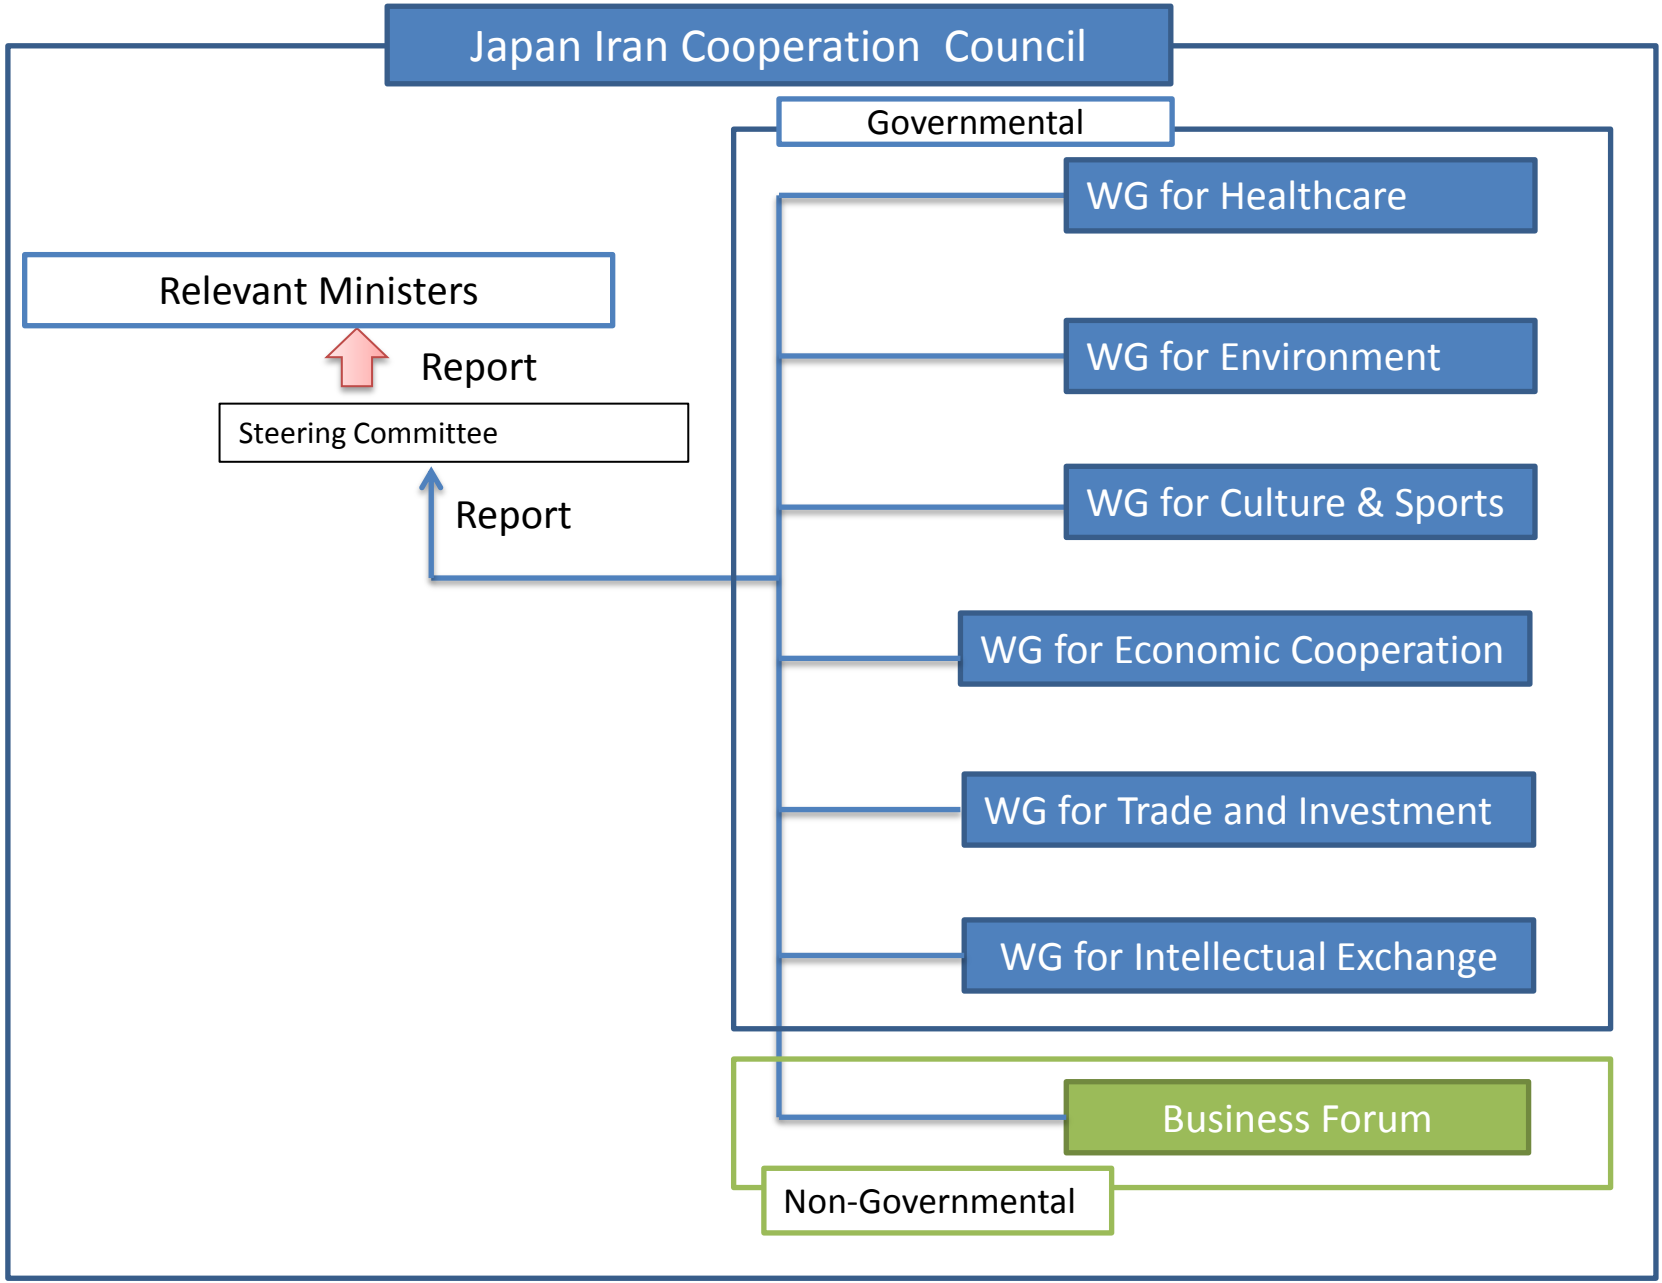 Japan Iran Cooperation Council
Governmental
WG for Healthcare
Relevant Ministers
Report
WG for Environment
Steering Committee
Report
WG for Culture & Sports
WG for Economic Cooperation
WG for Trade and Investment
WG for Intellectual Exchange
Business Forum
Non-Governmental